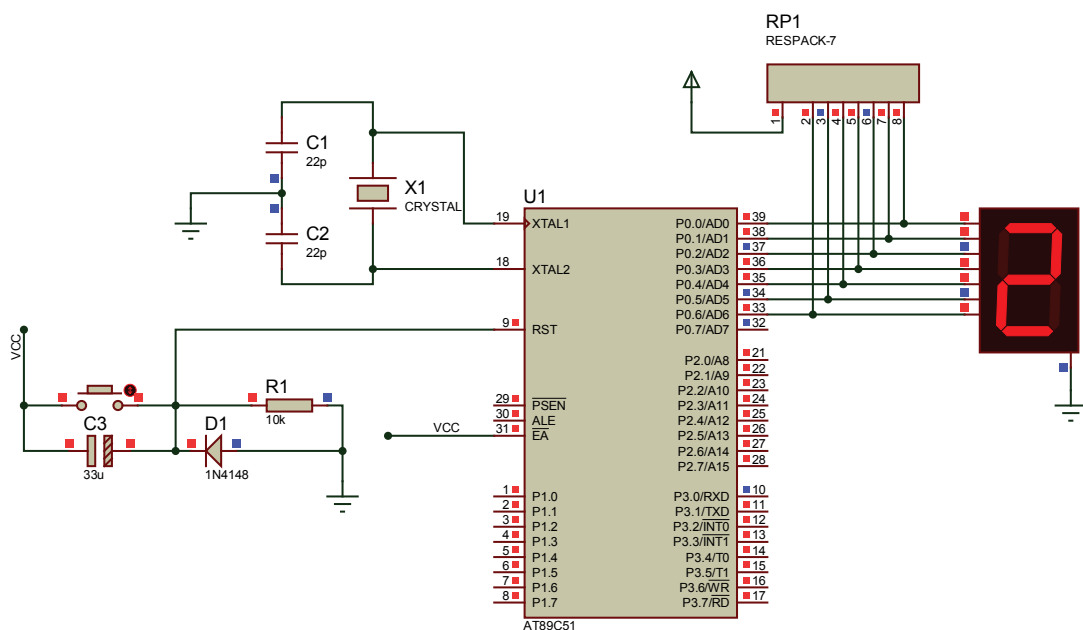 RP1
RESPACK-7
1
2
3
4
5
6
7
8
C1
22p
X1
CRYSTAL
C2
22p
VCC
R1
10k
C3
33u
D1
1N4148
VCC
U1
19 XTAL1 P0.0/AD0 39
P0.1/AD1 38
P0.2/AD2 37
18 XTAL2 P0.3/AD3 36
P0.4/AD4 35
P0.5/AD5 34
P0.6/AD6 33
9 RST P0.7/AD7 32
P2.0/A8 21
P2.1/A9 22
P2.2/A10 23
29 PSEN P2.3/A11 24
30 ALE P2.4/A12 25
31 EA P2.5/A13 26
P2.6/A14 27
P2.7/A15 28
1 P1.0 P3.0/RXD 10
2 P1.1 P3.1/TXD 11
3 P1.2 P3.2/INT0 12
4 P1.3 P3.3/INT1 13
5 P1.4 P3.4/T0 14
6 P1.5 P3.5/T1 15
7 P1.6 P3.6/WR 16
8 P1.7 P3.7/RD 17
AT89C51
2